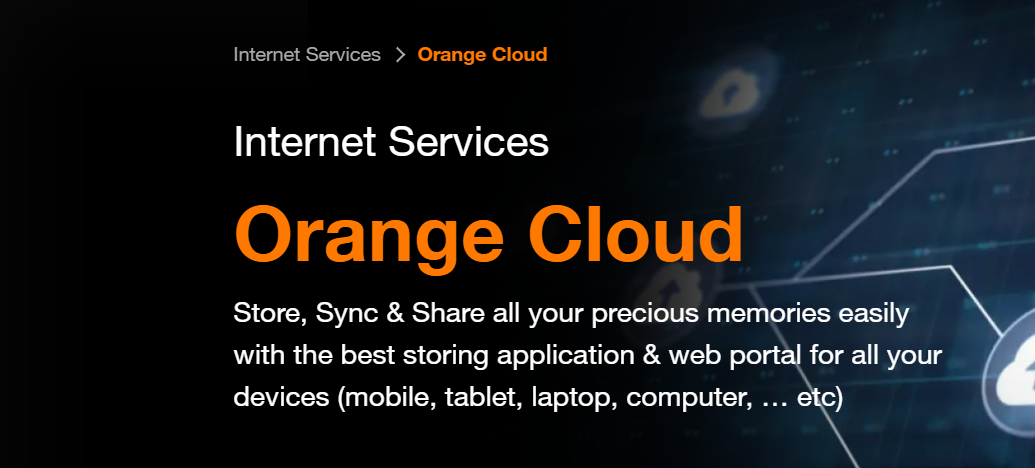 Internet Services > Orange Cloud
Internet Services
Orange Cloud
Store, Sync & Share all your precious memories easily
with the best storing application & web portal for all your
devices (mobile, tablet, laptop, computer, … etc)